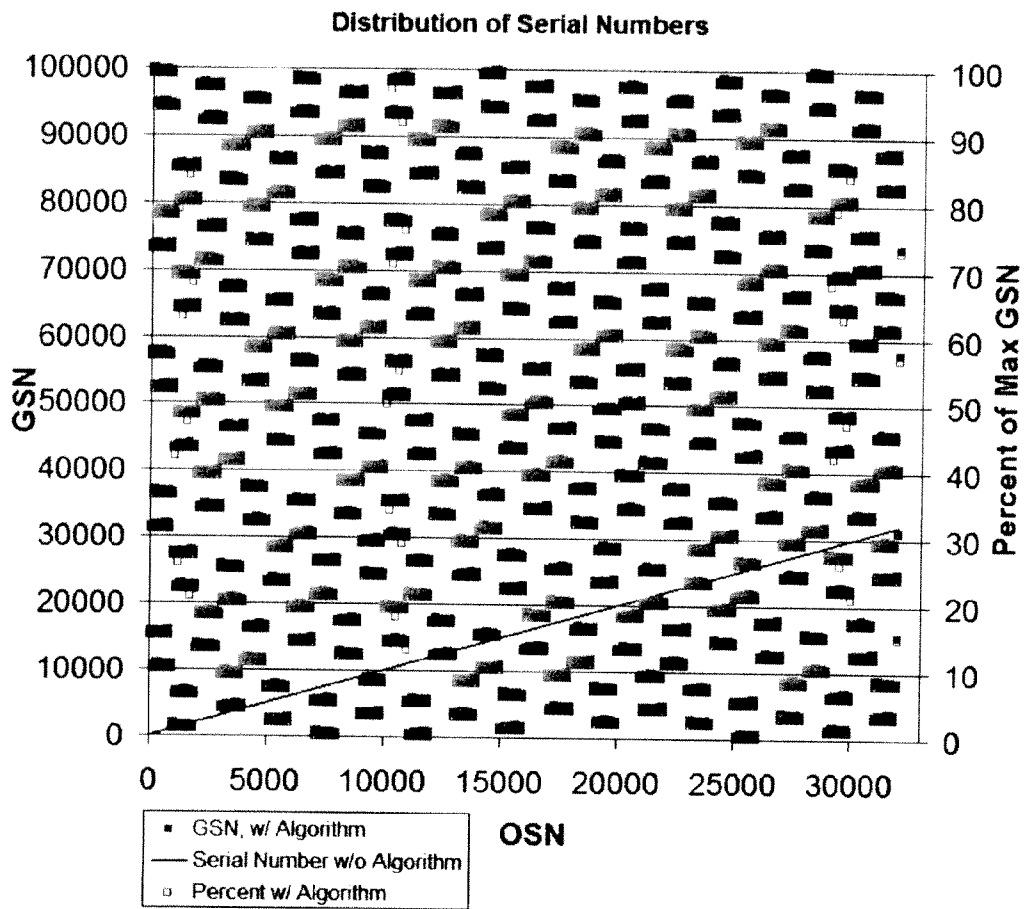 Distribution of Serial Numbers
100000
90000
80000
70000
60000
50000
40000
30000
20000
10000
0
GSN
100
90
80
70
60
50
40
30
20
10
0
Percent of Max GSN
0 5000 10000 15000 20000 25000 30000
OSN
GSN, w/ Algorithm
Serial Number w/o Algorithm
Percent w/ Algorithm